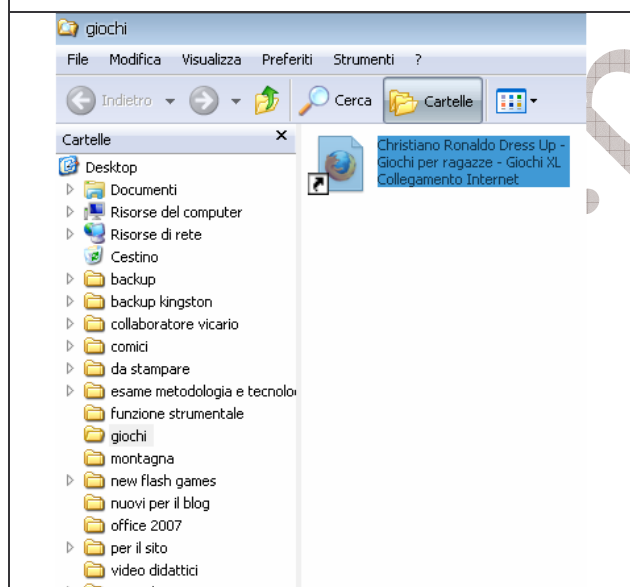 giochi
File Modifica Visualizza Preferiti Strumenti ?
Indietro Cerca Cartelle
Cartelle
Desktop
Documenti
Risorse del computer
Risorse di rete
Cestino
backup
backup kingston
collaboratore vicario
comici
da stampare
esame metodologia e tecnolo
funzione strumentale
giochi
montagna
new flash games
nuovi per il blog
office 2007
per il sito
video didattici
Christiano Ronaldo Dress Up -
Giochi per ragazze - Giochi XL
Collegamento Internet